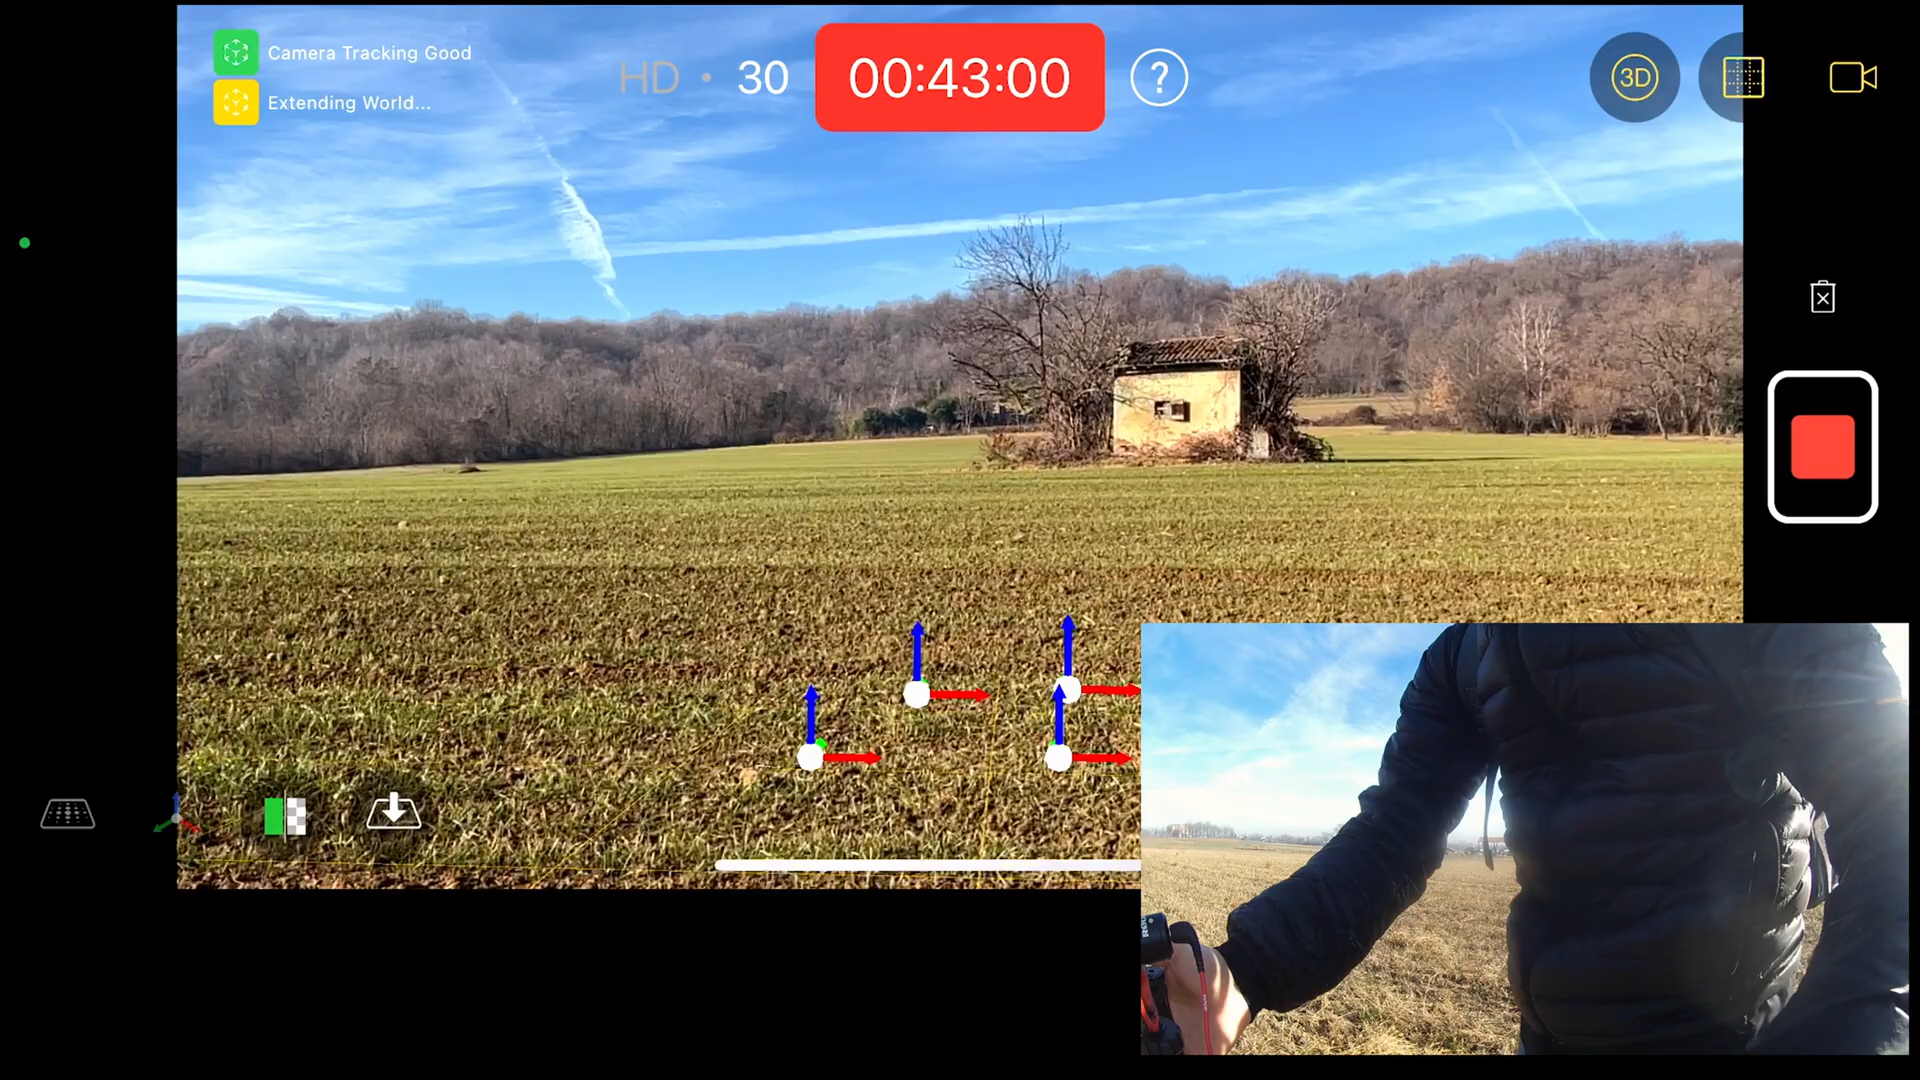 Camera Tracking Good
Extending World...
HD • 30
00:43:00
?
3D